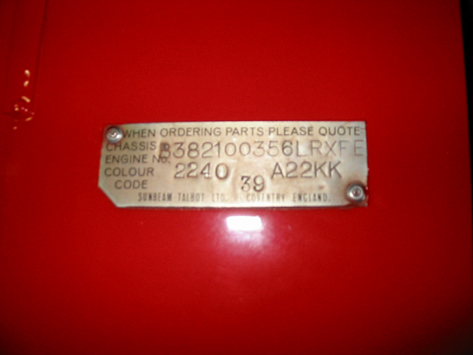 WHEN ORDERING PARTS PLEASE QUOTE
CHASSIS & B382100356LRXFE
ENGINE No.
COLOUR 2240 A22KK
CODE 39
SUNBEAM TALBOT LTD. COVENTRY ENGLAND.